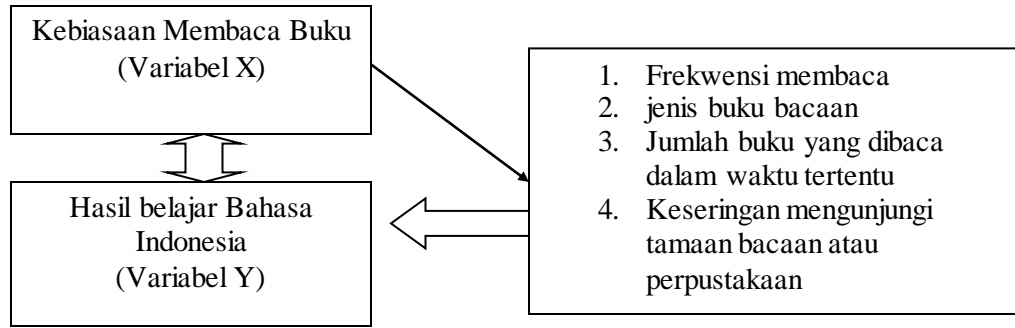 Kebiasaan Membaca Buku
(Variabel X)
Hasil belajar Bahasa
Indonesia
(Variabel Y)
1. Frekwensi membaca
2. jenis buku bacaan
3. Jumlah buku yang dibaca
dalam waktu tertentu
4. Keseringan mengunjungi
tamaan bacaan atau
perpustakaan